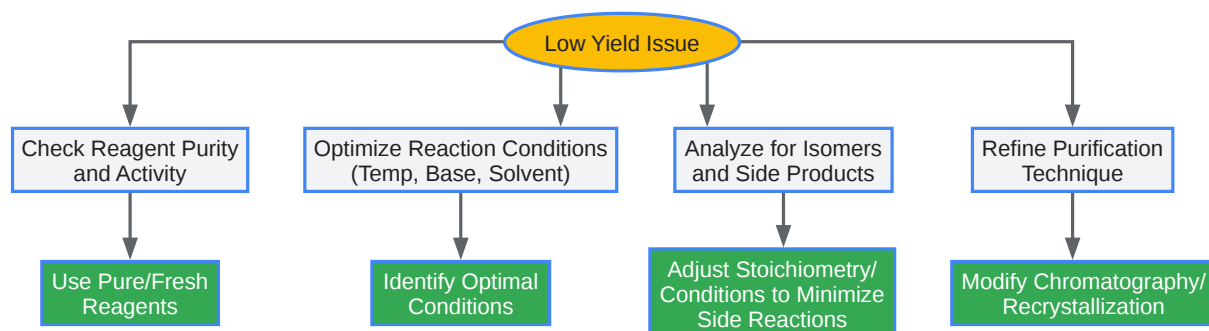 Low Yield Issue
Check Reagent Purity
and Activity
Optimize Reaction Conditions
(Temp, Base, Solvent)
Analyze for Isomers
and Side Products
Refine Purification
Technique
Use Pure/Fresh
Reagents
Identify Optimal
Conditions
Adjust Stoichiometry/
Conditions to Minimize
Side Reactions
Modify Chromatography/
Recrystallization